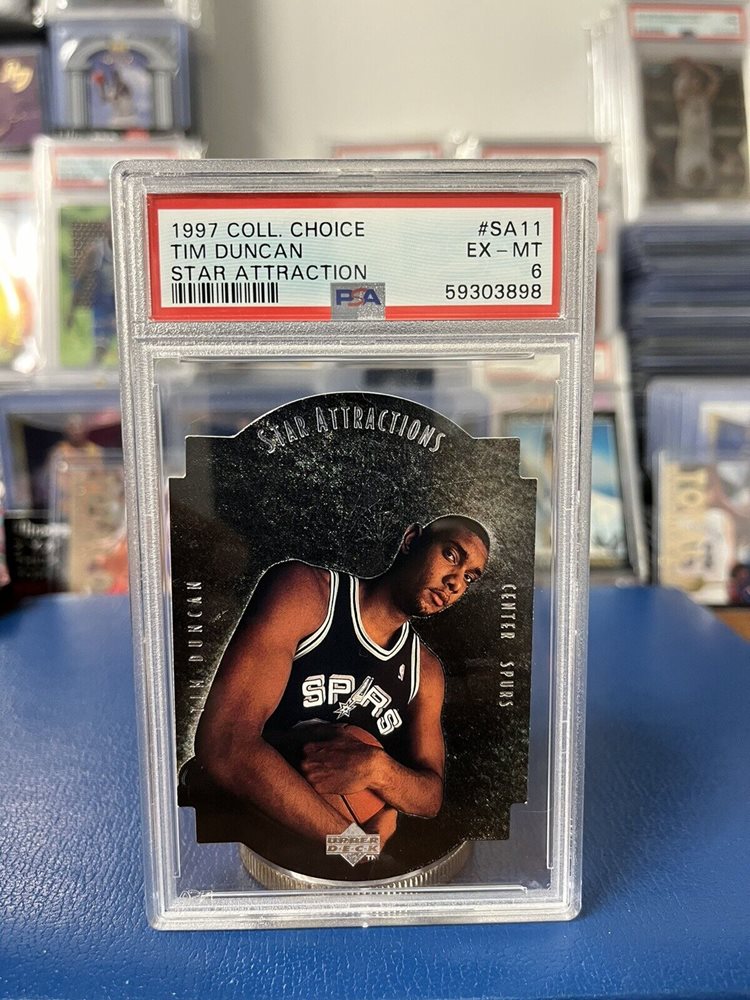 1997 COLL. CHOICE #SA11
TIM DUNCAN EX - MT
STAR ATTRACTION 6
PSA 59303898
STAR ATTRACTIONS
TIM DUNCAN
CENTER SPURS
SPURS
UPPER
DECK
TM